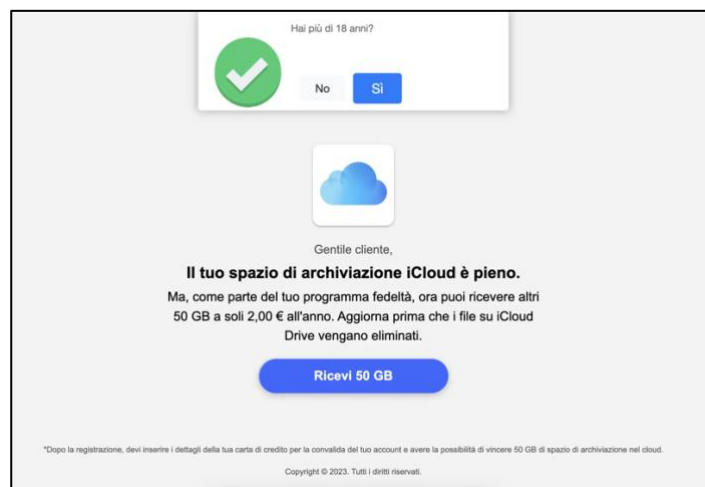 Hai più di 18 anni?
No
Sì
Gentile cliente,
Il tuo spazio di archiviazione iCloud è pieno.
Ma, come parte del tuo programma fedeltà, ora puoi ricevere altri
50 GB a soli 2,00 € all'anno. Aggiorna prima che i file su iCloud
Drive vengano eliminati.
Ricevi 50 GB
*Dopo la registrazione, devi inserire i dettagli della tua carta di credito per la convalida del tuo account e avere la possibilità di vincere 50 GB di spazio di archiviazione nel cloud.
Copyright © 2023. Tutti i diritti riservati.